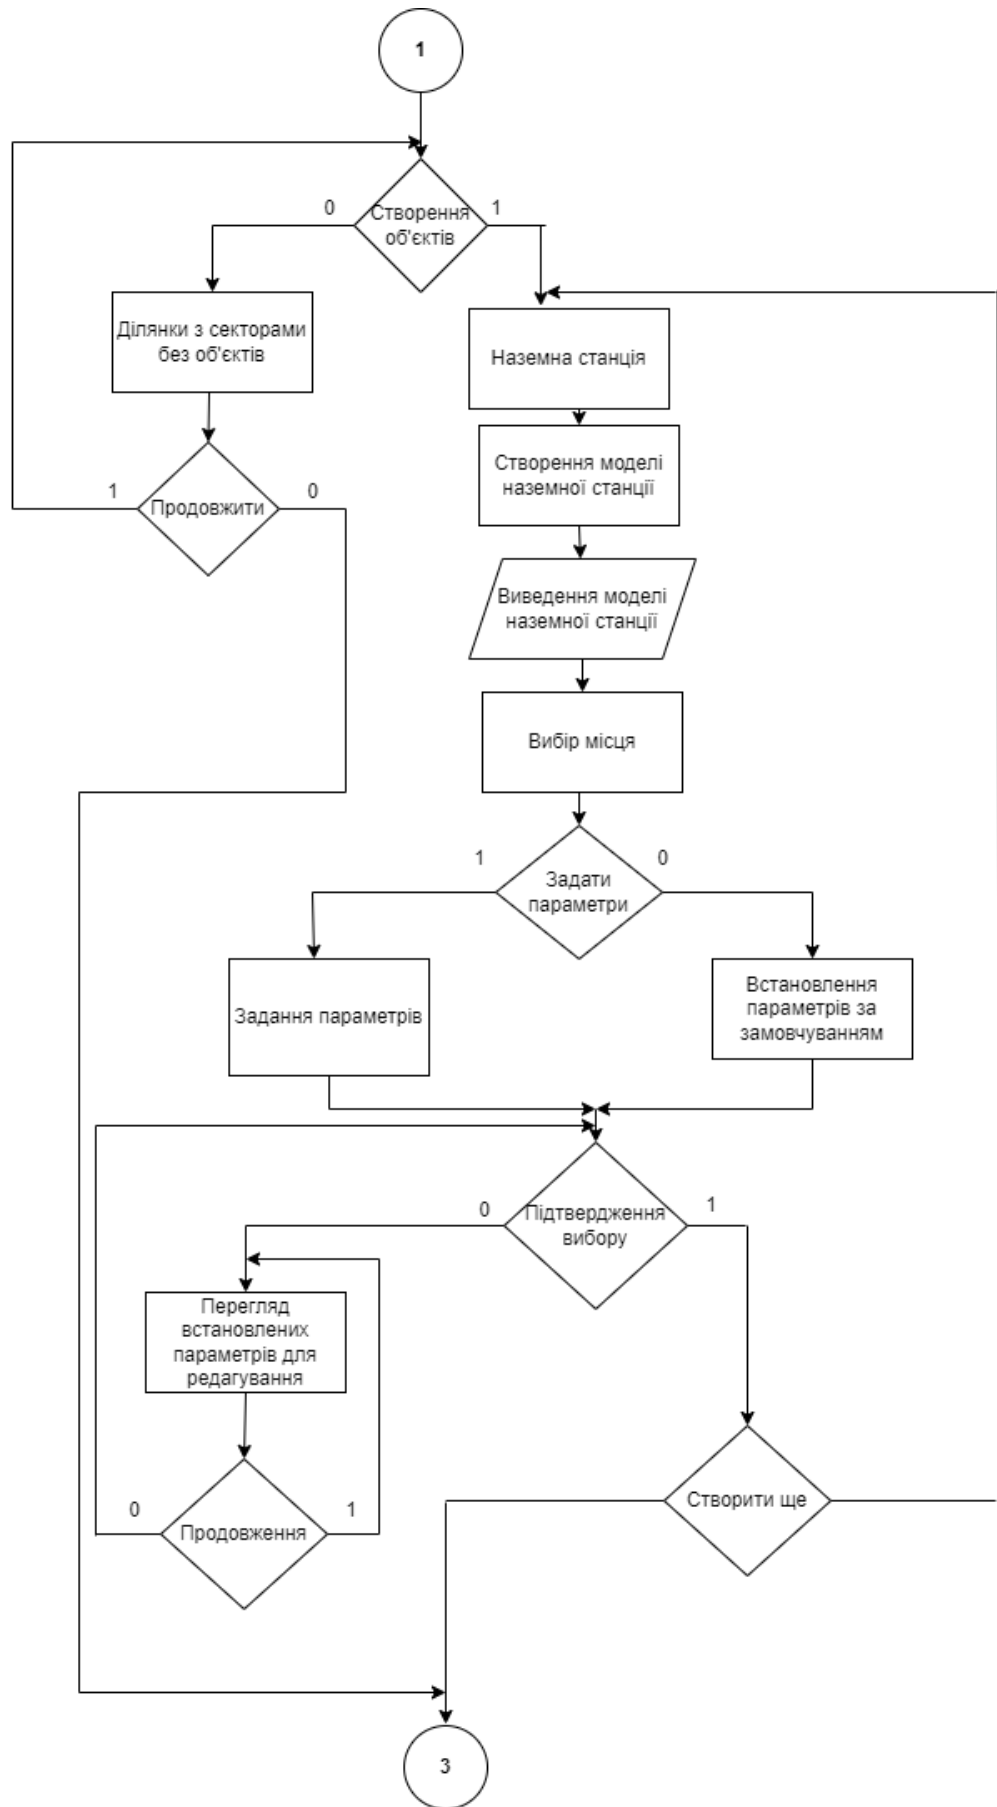 1
0
1
Створення
об'єктів
Ділянки з секторами
без об'єктів
Наземна станція
1
Продовжити
0
Створення моделі
наземної станції
Виведення моделі
наземної станції
Вибір місця
1
0
Задати
параметри
Задання параметрів
Встановлення
параметрів за
замовчуванням
0
1
Підтвердження
вибору
Перегляд
встановлених
параметрів для
редагування
0
1
Продовження
Створити ще
3